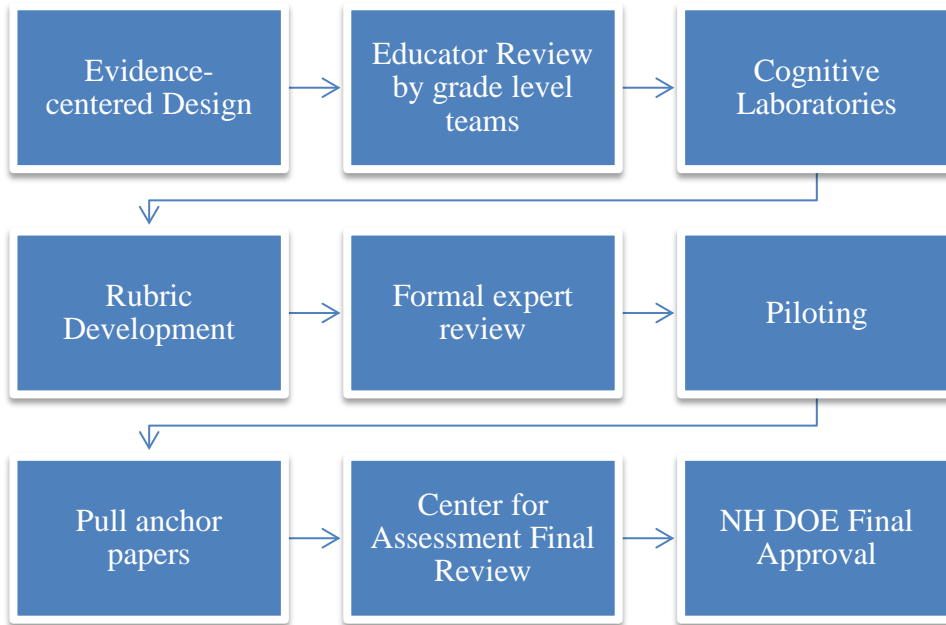 Evidence-
centered Design
Educator Review
by grade level
teams
Cognitive
Laboratories
Rubric
Development
Formal expert
review
Piloting
Pull anchor
papers
Center for
Assessment Final
Review
NH DOE Final
Approval